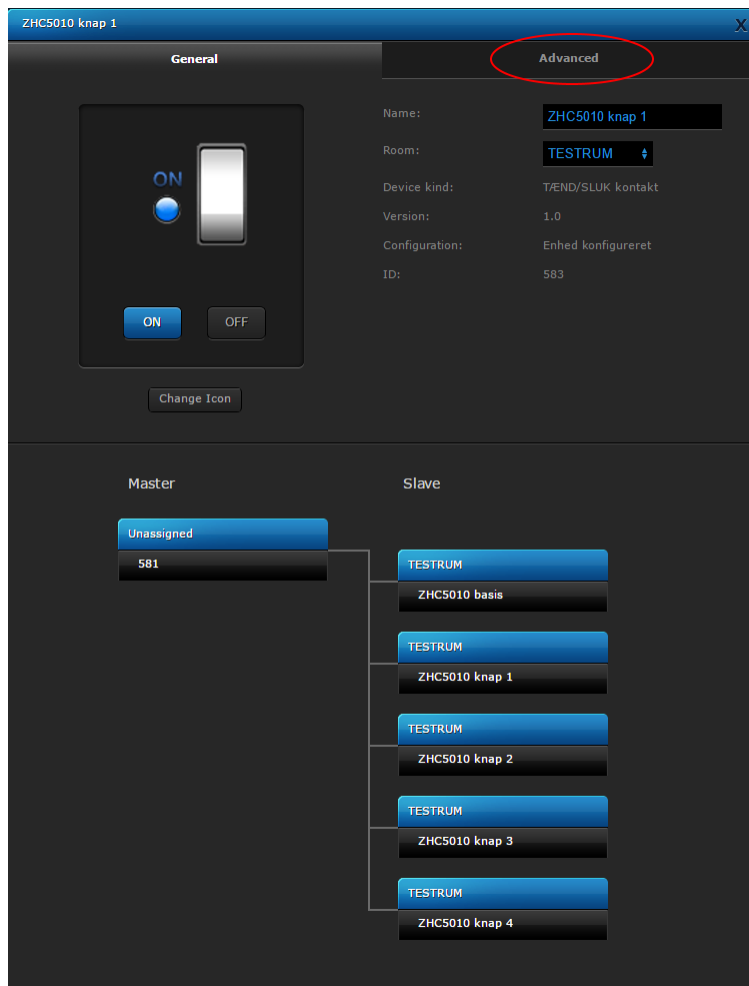 ZHC5010 knap 1
X
General
Advanced
ON
ON
OFF
Change Icon
Name:
ZHC5010 knap 1
Room:
TESTRUM
Device kind:
TÆND/SLUK kontakt
Version:
1.0
Configuration:
Enhed konfigureret
ID:
583
Master
Slave
Unassigned
581
TESTRUM
ZHC5010 basis
TESTRUM
ZHC5010 knap 1
TESTRUM
ZHC5010 knap 2
TESTRUM
ZHC5010 knap 3
TESTRUM
ZHC5010 knap 4